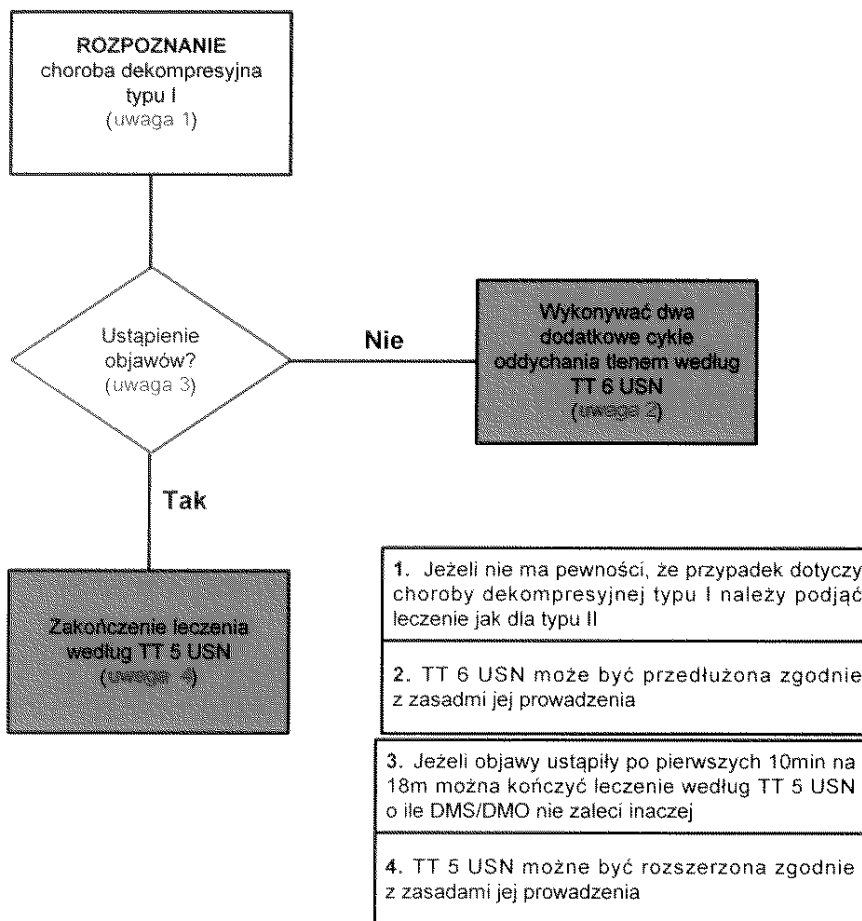 ROZPOZNANIE
choroba dekompresyjna
typu I
(uwaga 1)
Ustąpienie
objawów?
(uwaga 3)
Nie
Wykonywać dwa
dodatkowe cykle
oddychania tlenem według
TT 6 USN
(uwaga 2)
Tak
Zakończenie leczenia
według TT 5 USN
(uwaga 4)
1. Jeżeli nie ma pewności, że przypadek dotyczy
choroby dekompresyjnej typu I należy podjąć
leczenie jak dla typu II
2. TT 6 USN może być przedłużona zgodnie
z zasadmi jej prowadzenia
3. Jeżeli objawy ustąpiły po pierwszych 10min na
18m można kończyć leczenie według TT 5 USN
o ile DMS/DMO nie zaleci inaczej
4. TT 5 USN możne być rozszerzona zgodnie
z zasadami jej prowadzenia